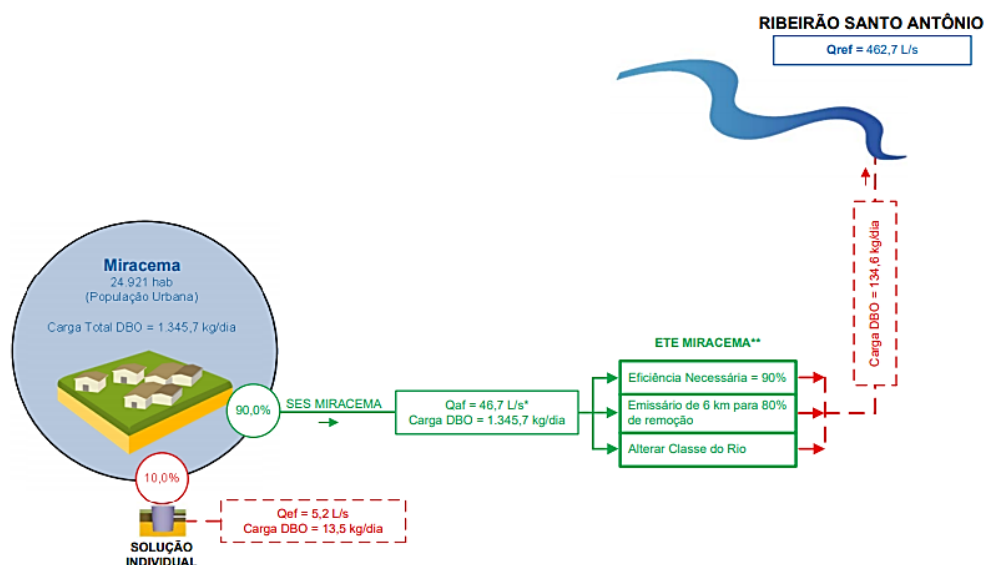 RIBEIRÃO SANTO ANTÔNIO
Qref = 462,7 L/s
Carga DBO = 134,6 kg/dia
Miracema
24.921 hab
(População Urbana)
Carga Total DBO = 1.345,7 kg/dia
90,0%
SES MIRACEMA
Qaf = 46,7 L/s*
Carga DBO = 1.345,7 kg/dia
ETE MIRACEMA**
Eficiência Necessária = 90%
Emissário de 6 km para 80%
de remoção
Alterar Classe do Rio
10,0%
Qef = 5,2 L/s
Carga DBO = 13,5 kg/dia
SOLUÇÃO
INDIVIDUAL